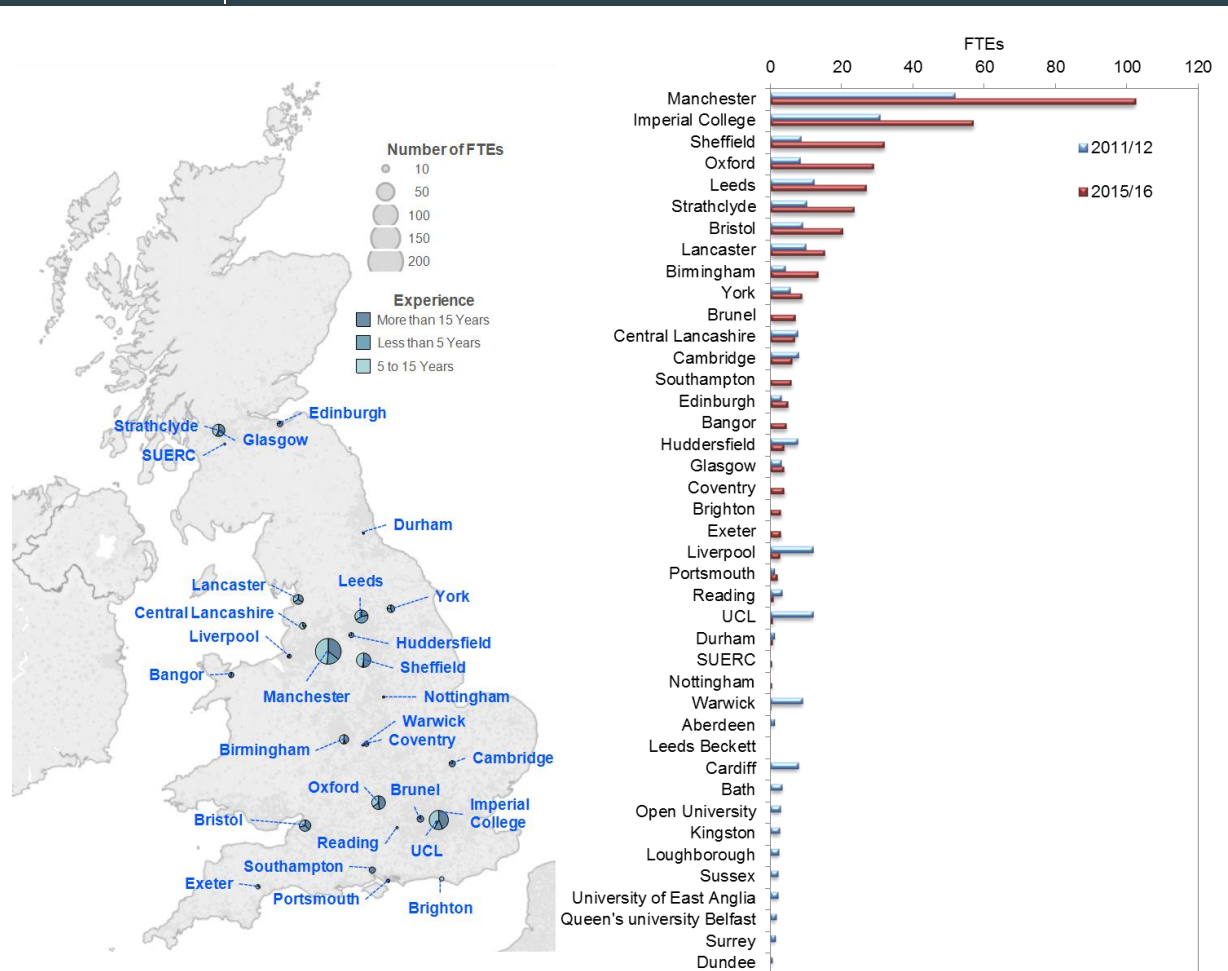 Number of FTEs
10
50
100
150
200
Experience
More than 15 Years
Less than 5 Years
5 to 15 Years
Edinburgh
Strathclyde
Glasgow
SUERC
Durham
Lancaster
Leeds
York
Central Lancashire
Liverpool
Huddersfield
Sheffield
Bangor
Manchester
Nottingham
Warwick
Coventry
Birmingham
Cambridge
Oxford
Brunel
Imperial
College
Bristol
Reading
UCL
Southampton
Exeter
Portsmouth
Brighton
FTEs
0 20 40 60 80 100 120
Manchester
Imperial College
Sheffield
Oxford
Leeds
Strathclyde
Bristol
Lancaster
Birmingham
York
Brunel
Central Lancashire
Cambridge
Southampton
Edinburgh
Bangor
Huddersfield
Glasgow
Coventry
Brighton
Exeter
Liverpool
Portsmouth
Reading
UCL
Durham
SUERC
Nottingham
Warwick
Aberdeen
Leeds Beckett
Cardiff
Bath
Open University
Kingston
Loughborough
Sussex
University of East Anglia
Queen's university Belfast
Surrey
Dundee
2011/12
2015/16